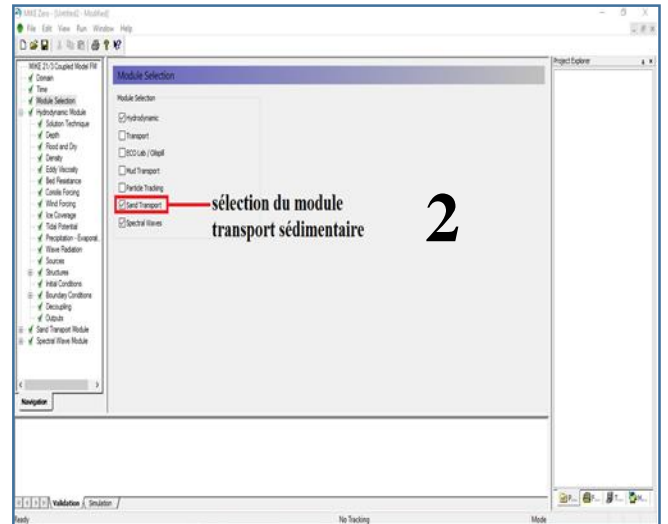 MIKE Zero - [Untitled2 - Modified]
File Edit View Run Window Help
MIKE 21/3 Coupled Model FM
Domain
Time
Module Selection
Hydrodynamic Module
Solution Technique
Depth
Flood and Dry
Density
Eddy Viscosity
Bed Resistance
Coriolis Forcing
Wind Forcing
Ice Coverage
Tidal Potential
Precipitation - Evaporat...
Wave Radiation
Sources
Structures
Initial Conditions
Boundary Conditions
Decoupling
Outputs
Sand Transport Module
Spectral Wave Module
Navigation
Module Selection
Module Selection
Hydrodynamic
Transport
ECO Lab / Oilspill
Mud Transport
Particle Tracking
Sand Transport
Spectral Waves
sélection du module
transport sédimentaire
2
Project Explorer
P... F... T... M...
Validation Simulation
Ready No Tracking Mode